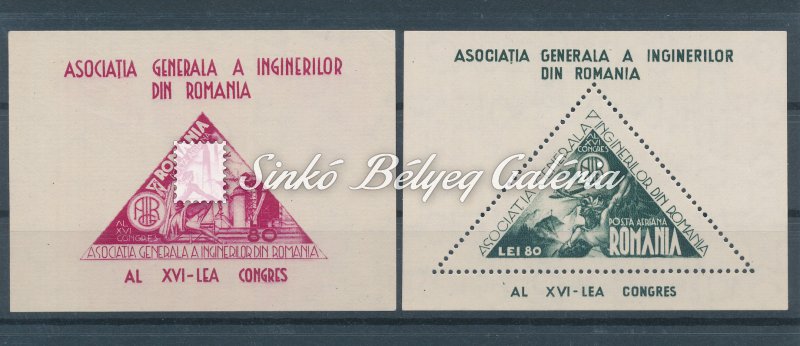 ASOCIAȚIA GENERALA A INGINERILOR
DIN ROMANIA
ROMANIA
AL
XVI
CONGRES
80
ASOCIAȚIA GENERALA A INGINERILOR DIN ROMANIA
AL XVI-LEA CONGRES
ASOCIAȚIA GENERALA A INGINERILOR
DIN ROMANIA
ASOCIAȚIA GENERALA A INGINERILOR DIN ROMANIA
AL
XVI
CONGRES
POSTA AERIANA
LEI 80
ROMANIA
AL XVI-LEA CONGRES
Sinkó Bélyeg Galéria